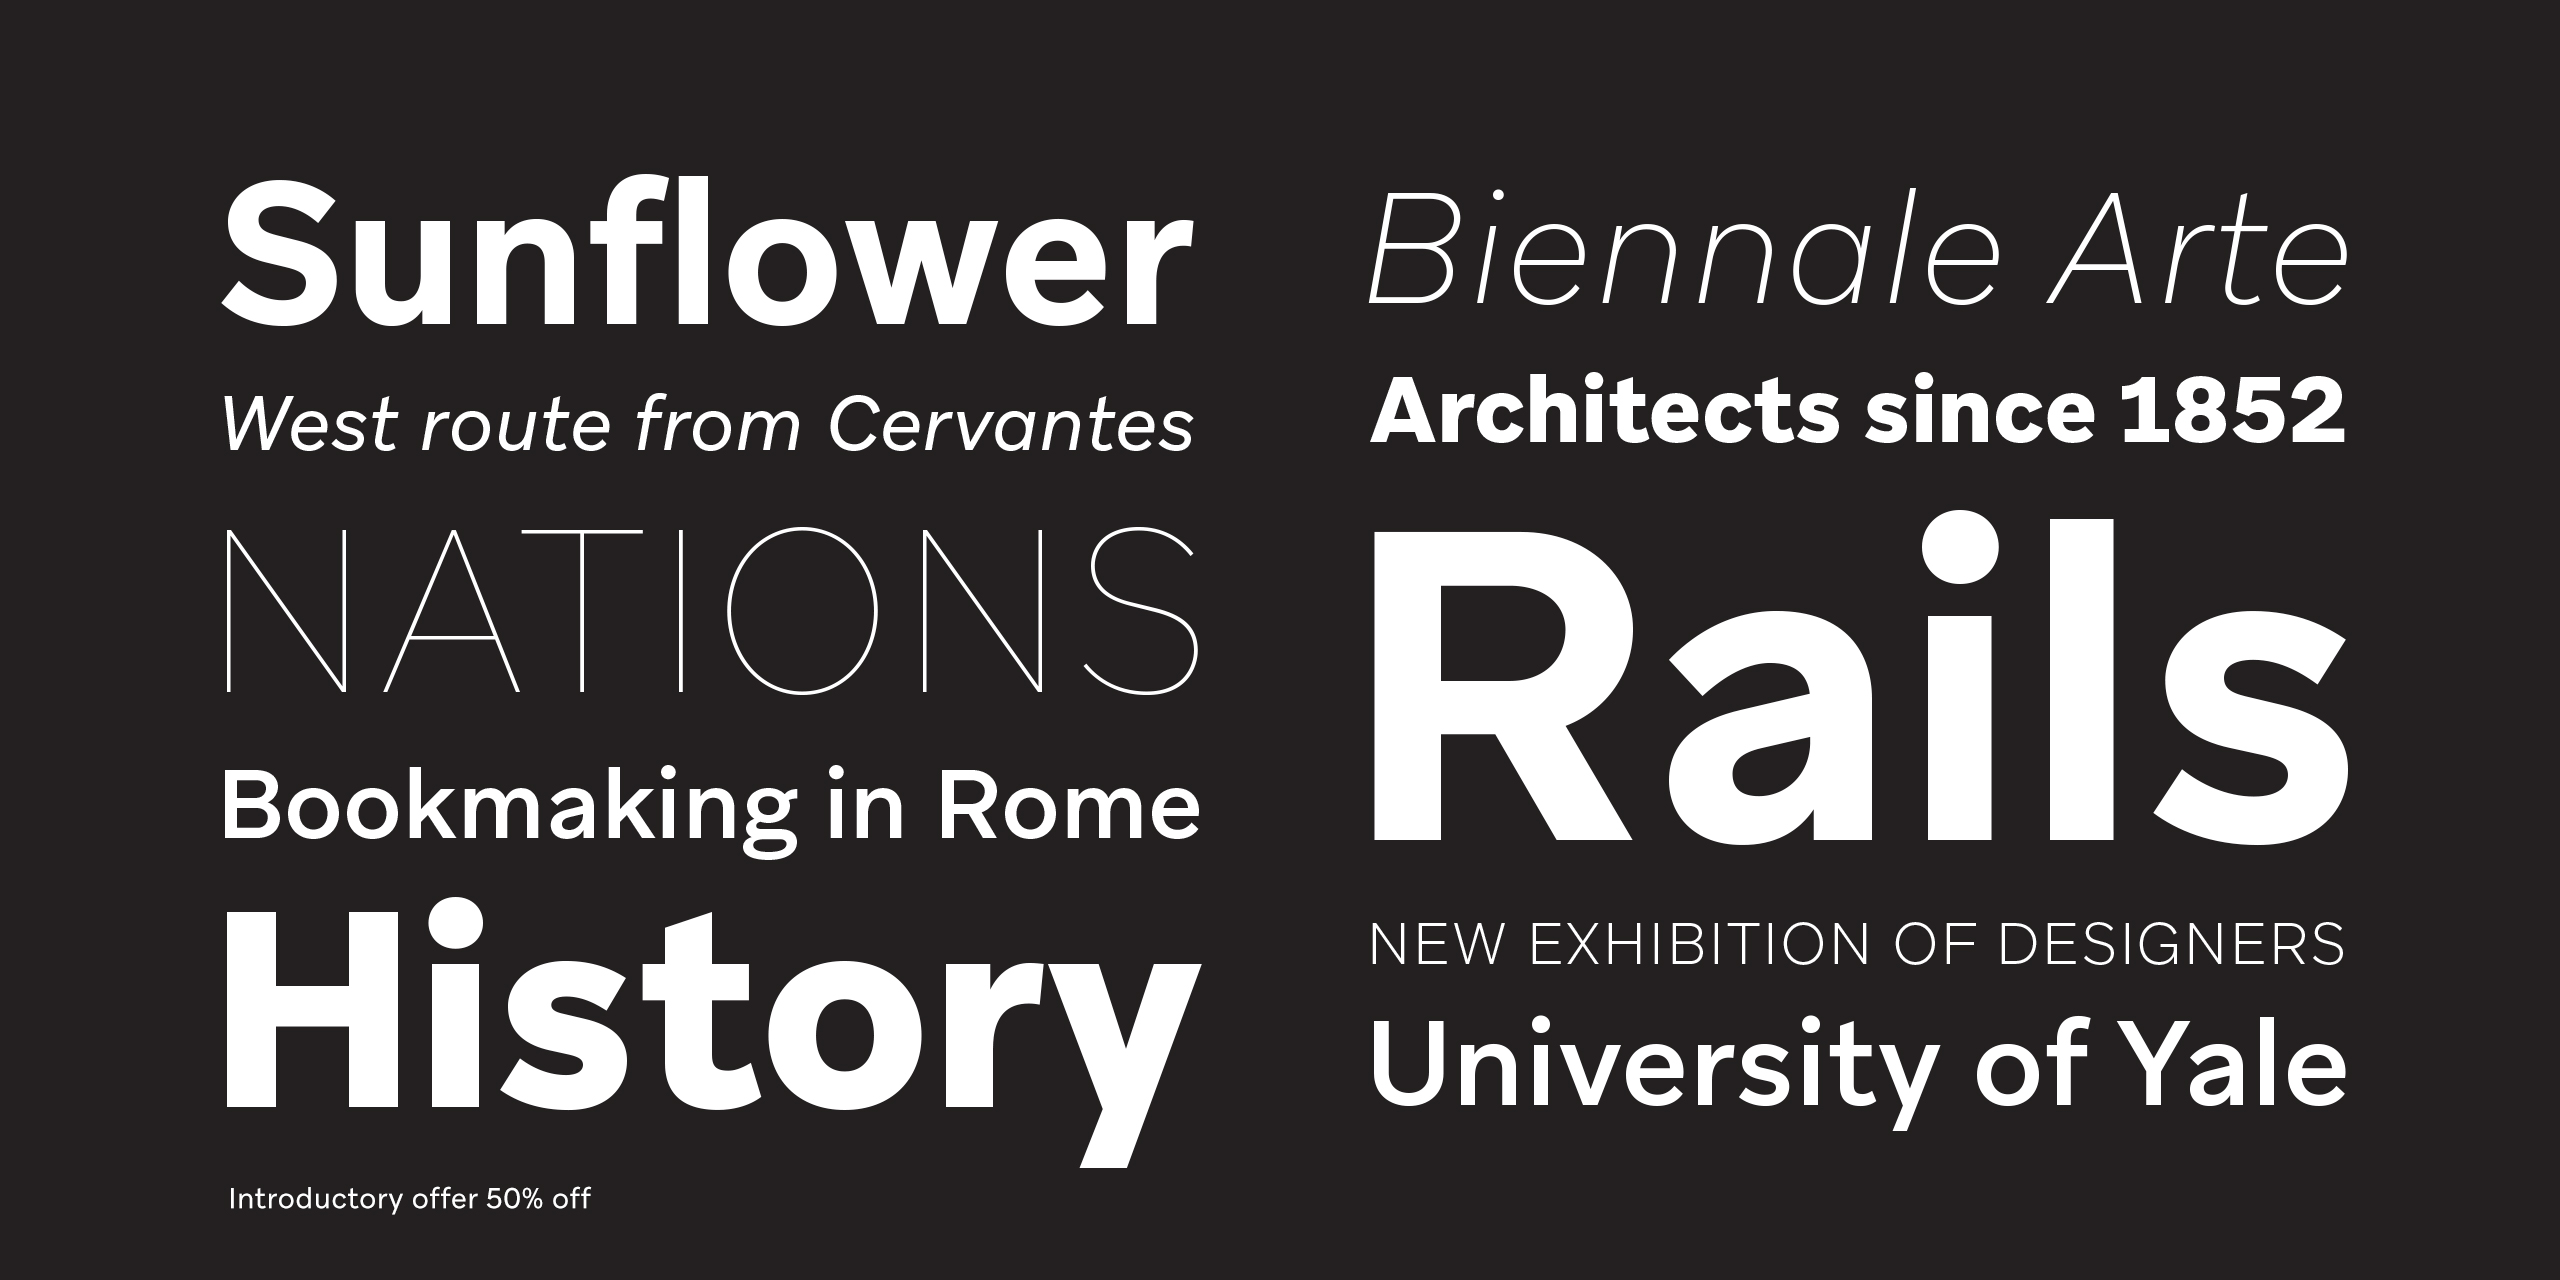 Sunflower
West route from Cervantes
NATIONS
Bookmaking in Rome
History
Introductory offer 50% off
Biennale Arte
Architects since 1852
Rails
NEW EXHIBITION OF DESIGNERS
University of Yale